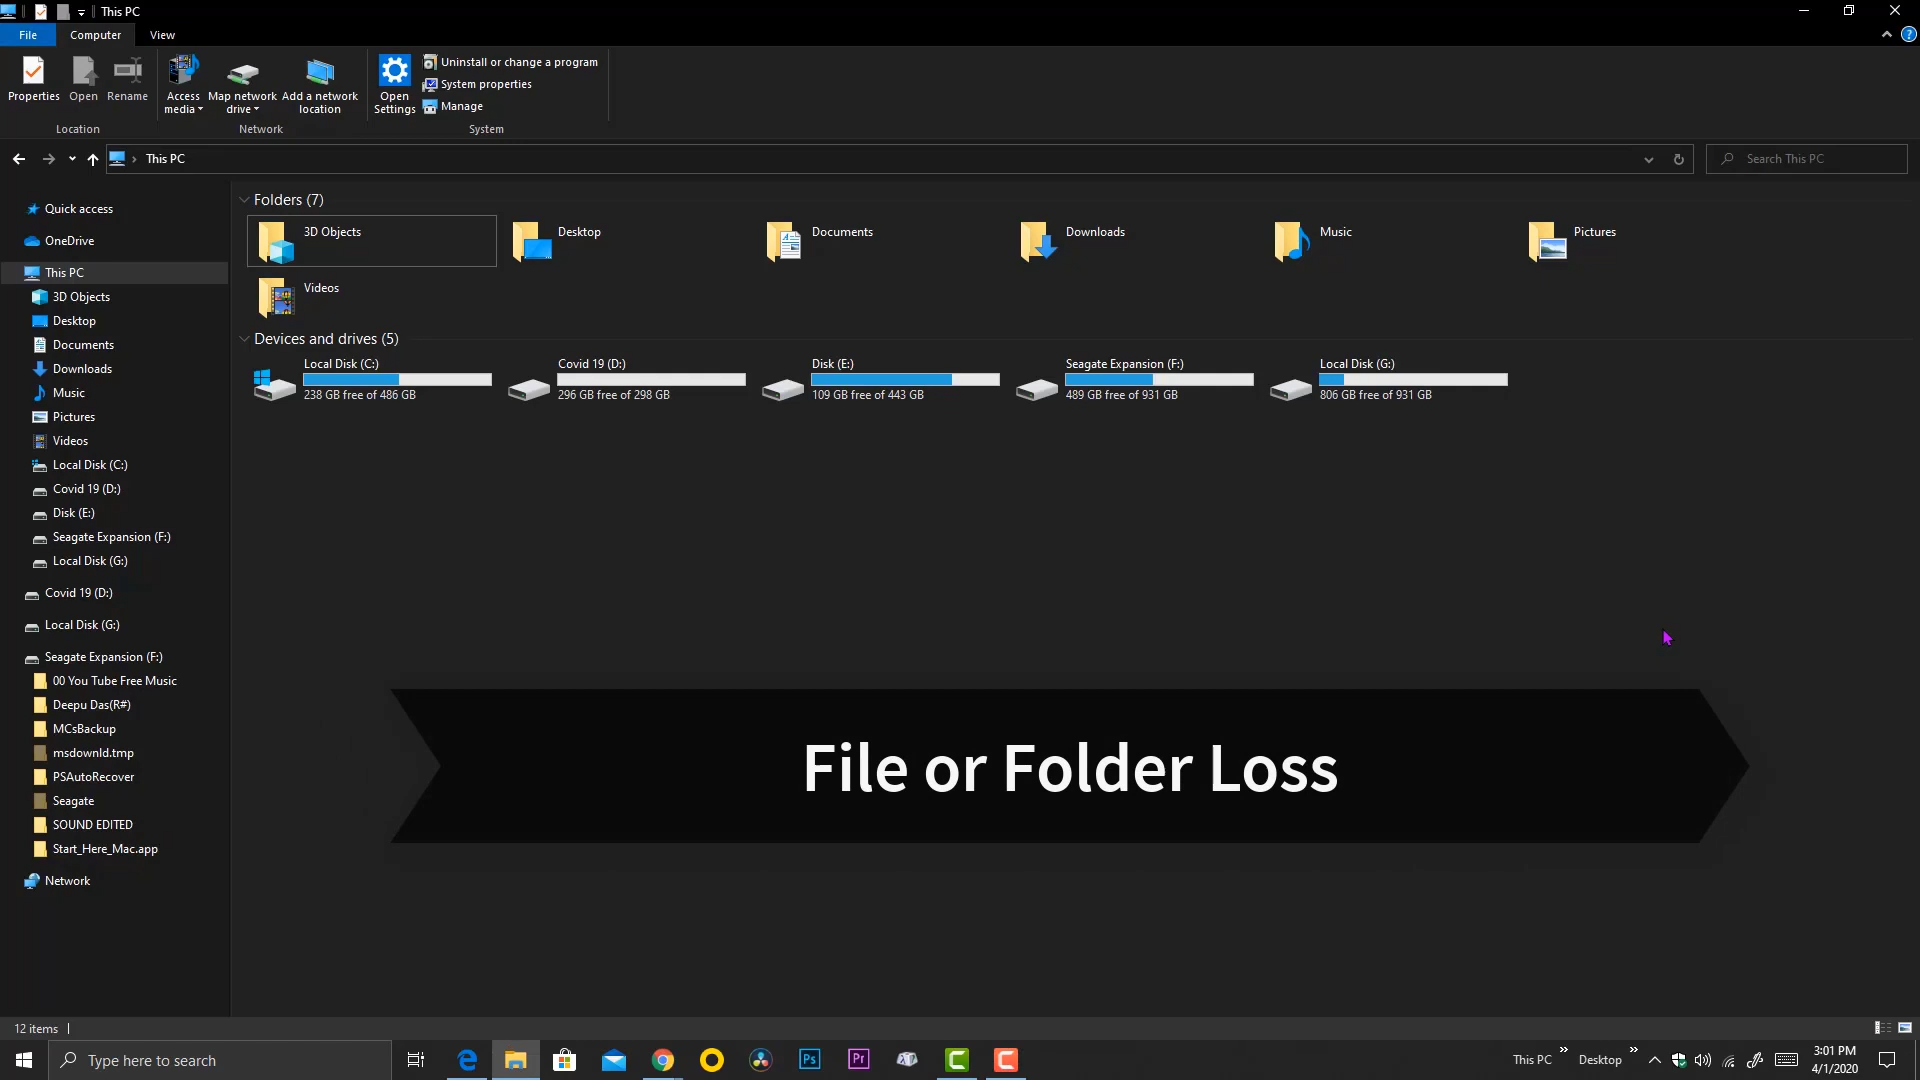 This PC
File
Computer
View
?
Properties
Open
Rename
Access
media
Map network
drive
Add a network
location
Open
Settings
Uninstall or change a program
System properties
Manage
Location
Network
System
This PC
Search This PC
Quick access
OneDrive
This PC
3D Objects
Desktop
Documents
Downloads
Music
Pictures
Videos
Local Disk (C:)
Covid 19 (D:)
Disk (E:)
Seagate Expansion (F:)
Local Disk (G:)
Covid 19 (D:)
Local Disk (G:)
Seagate Expansion (F:)
00 You Tube Free Music
Deepu Das(R#)
MCsBackup
msdownld.tmp
PSAutoRecover
Seagate
SOUND EDITED
Start_Here_Mac.app
Network
Folders (7)
3D Objects
Desktop
Documents
Downloads
Music
Pictures
Videos
Devices and drives (5)
Local Disk (C:)
238 GB free of 486 GB
Covid 19 (D:)
296 GB free of 298 GB
Disk (E:)
109 GB free of 443 GB
Seagate Expansion (F:)
489 GB free of 931 GB
Local Disk (G:)
806 GB free of 931 GB
File or Folder Loss
12 items
Type here to search
Ps
Pr
This PC
Desktop
3:01 PM
4/1/2020